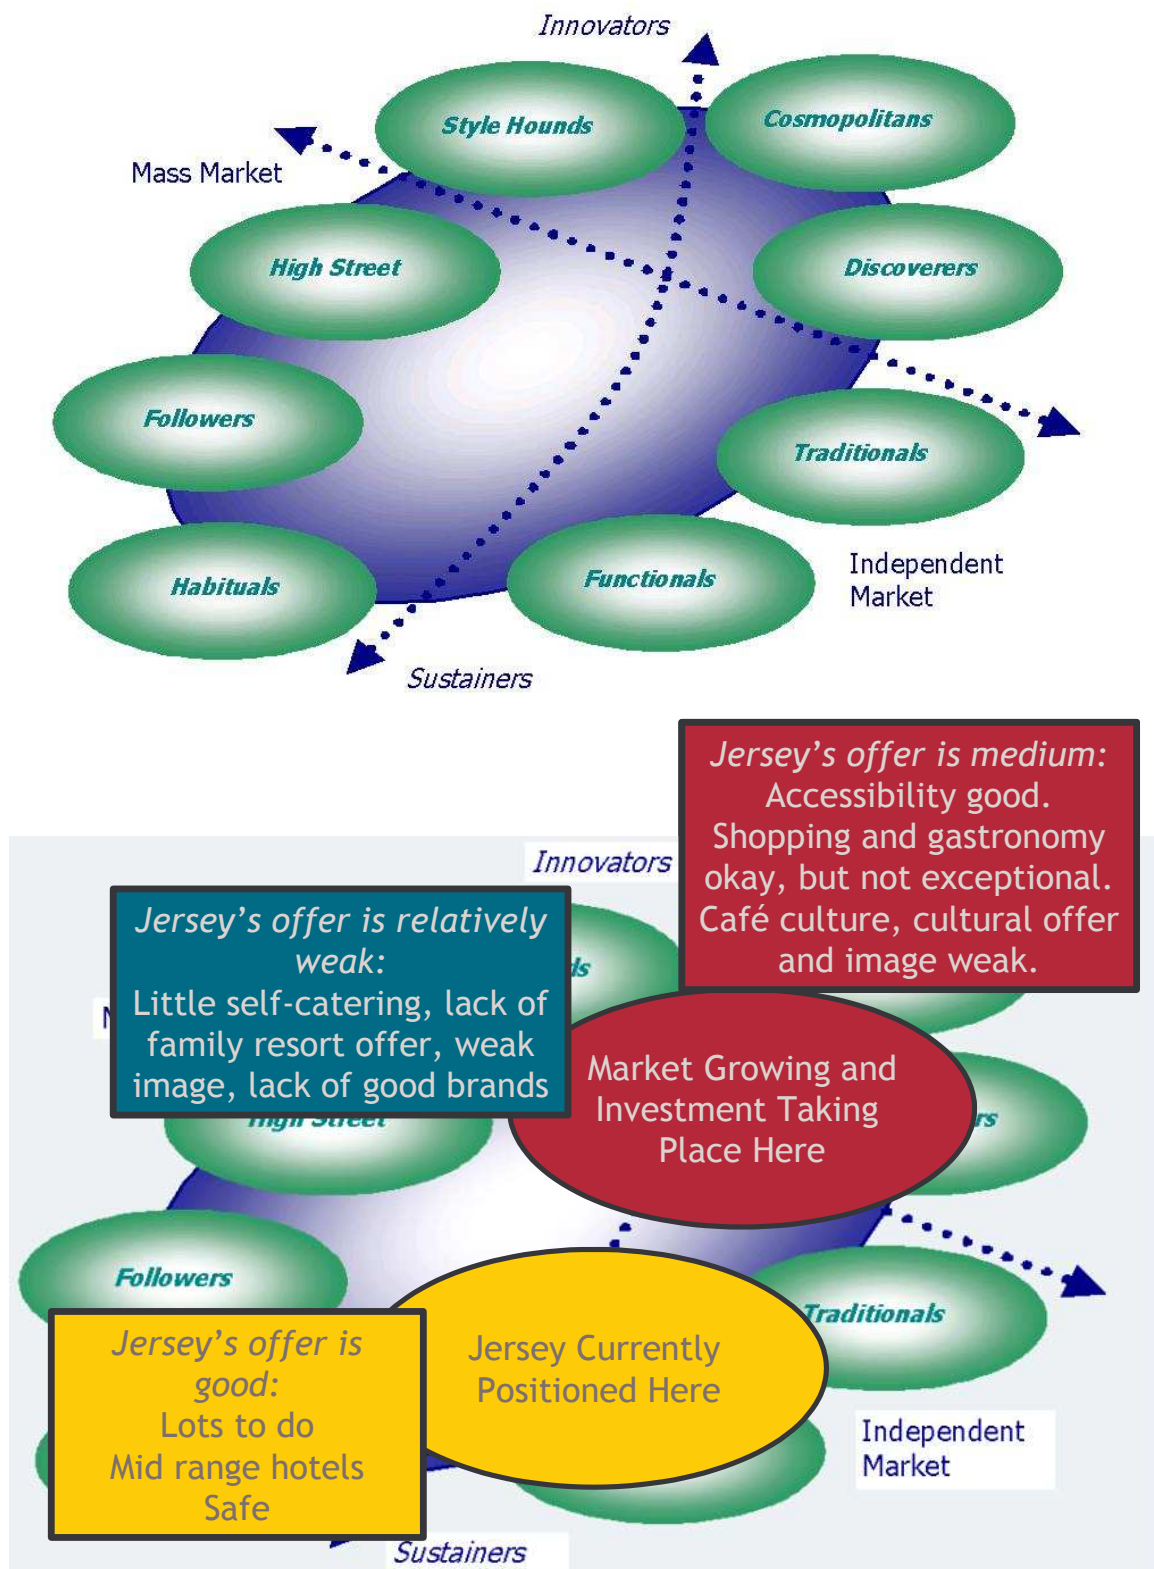 Innovators
Style Hounds
Cosmopolitans
Mass Market
High Street
Discoverers
Followers
Traditionals
Independent
Market
Habituals
Functionals
Sustainers
Jersey’s offer is medium:
Accessibility good.
Shopping and gastronomy
okay, but not exceptional.
Café culture, cultural offer
and image weak.
Innovators
Jersey’s offer is relatively
weak:
Little self-catering, lack of
family resort offer, weak
image, lack of good brands
Market Growing and
Investment Taking
Place Here
High Street
Followers
Traditionals
Jersey’s offer is
good:
Lots to do
Mid range hotels
Safe
Jersey Currently
Positioned Here
Independent
Market
Sustainers